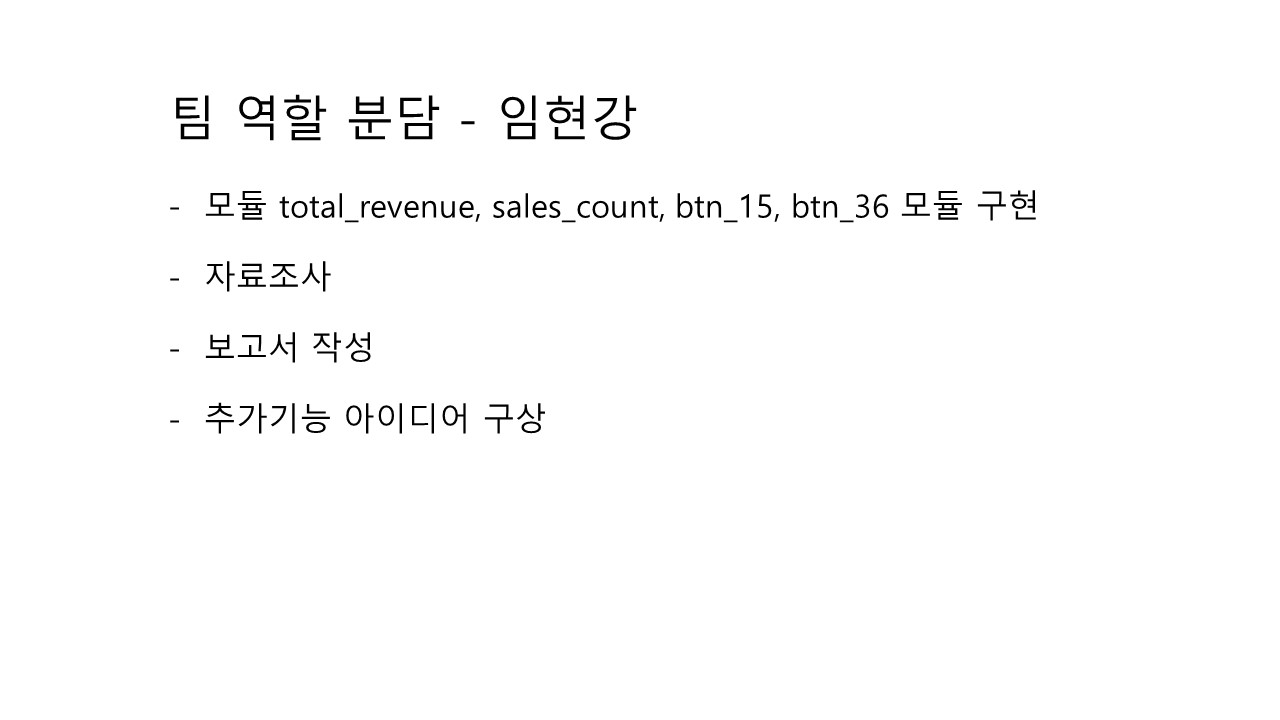 팀 역할 분담 - 임현강
- 모듈 total_revenue, sales_count, btn_15, btn_36 모듈 구현
- 자료조사
- 보고서 작성
- 추가기능 아이디어 구상